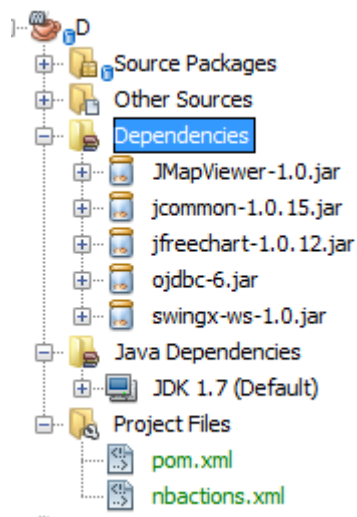 D
Source Packages
Other Sources
Dependencies
JMapViewer-1.0.jar
jcommon-1.0.15.jar
jfreechart-1.0.12.jar
ojdbc-6.jar
swingx-ws-1.0.jar
Java Dependencies
JDK 1.7 (Default)
Project Files
pom.xml
nbactions.xml